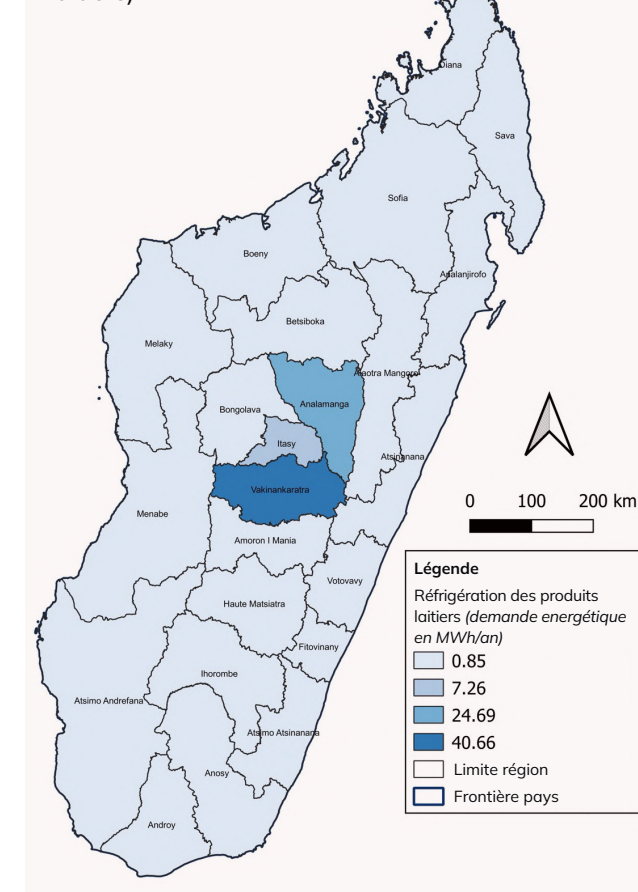 Diana
Sava
Sofia
Boeny
Analanjirofo
Betsiboka
Melaky
Alaotra Mangoro
Analamanga
Bongolava
Itasy
Atsinanana
Vakinankaratra
Menabe
Amoron I Mania
Votovavy
Haute Matsiatra
Fitovinany
Ihorombe
Atsimo Andrefana
Atsimo Atsinanana
Anosy
Androy
0 100 200 km
Légende
Réfrigération des produits
laitiers (demande energétique
en MWh/an)
0.85
7.26
24.69
40.66
Limite région
Frontière pays